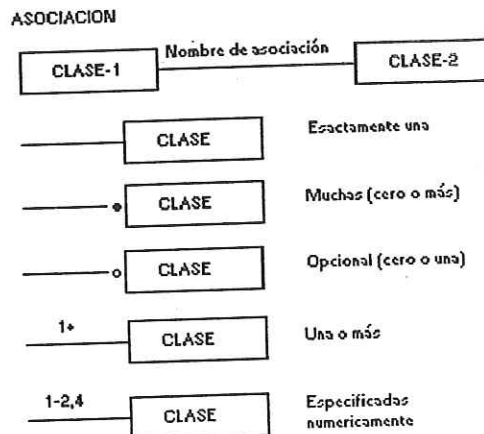 ASOCIACION
Nombre de asociación
CLASE-1
CLASE-2
CLASE
Esactamente una
CLASE
Muchas (cero o más)
CLASE
Opcional (cero o una)
1+
CLASE
Una o más
1-2,4
CLASE
Especificadas
numericamente